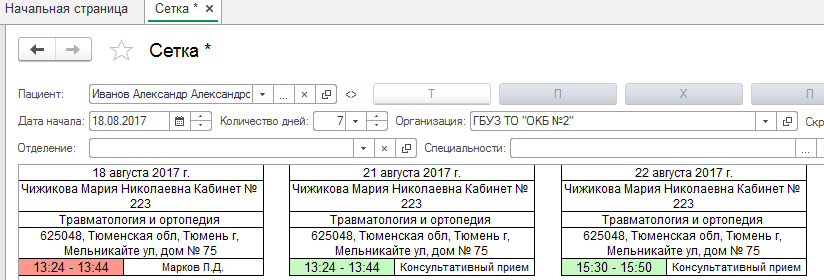 Начальная страница Сетка * ×
Сетка *
Пациент: Иванов Александр Александро ... × <> Т П Х Л
Дата начала: 18.08.2017 Количество дней: 7 Организация: ГБУЗ ТО "ОКБ №2" Скр
Отделение: × Специальности: ...
18 августа 2017 г. 21 августа 2017 г. 22 августа 2017 г.
Чижикова Мария Николаевна Кабинет № Чижикова Мария Николаевна Кабинет № Чижикова Мария Николаевна Кабинет №
223 223 223
Травматология и ортопедия Травматология и ортопедия Травматология и ортопедия
625048, Тюменская обл, Тюмень г, 625048, Тюменская обл, Тюмень г, 625048, Тюменская обл, Тюмень г,
Мельникайте ул, дом № 75 Мельникайте ул, дом № 75 Мельникайте ул, дом № 75
13:24 - 13:44 Марков П.Д. 13:24 - 13:44 Консультативный прием 15:30 - 15:50 Консультативный прием